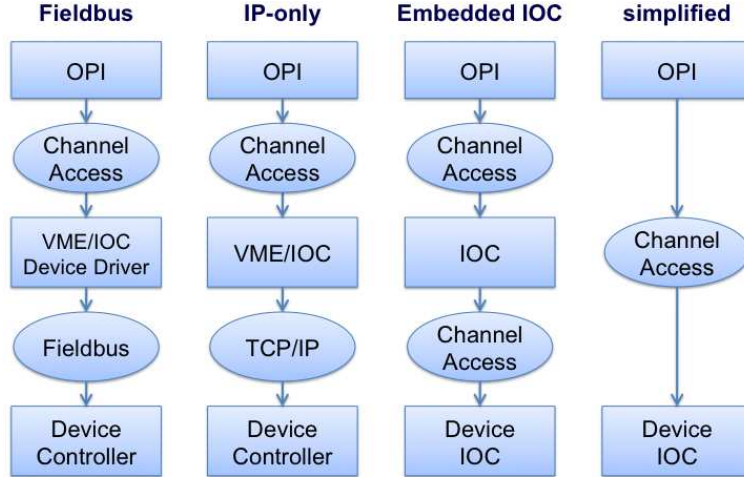 Fieldbus
OPI
Channel
Access
VME/IOC
Device Driver
Fieldbus
Device
Controller
IP-only
OPI
Channel
Access
VME/IOC
TCP/IP
Device
Controller
Embedded IOC
OPI
Channel
Access
IOC
Channel
Access
Device
IOC
simplified
OPI
Channel
Access
Device
IOC